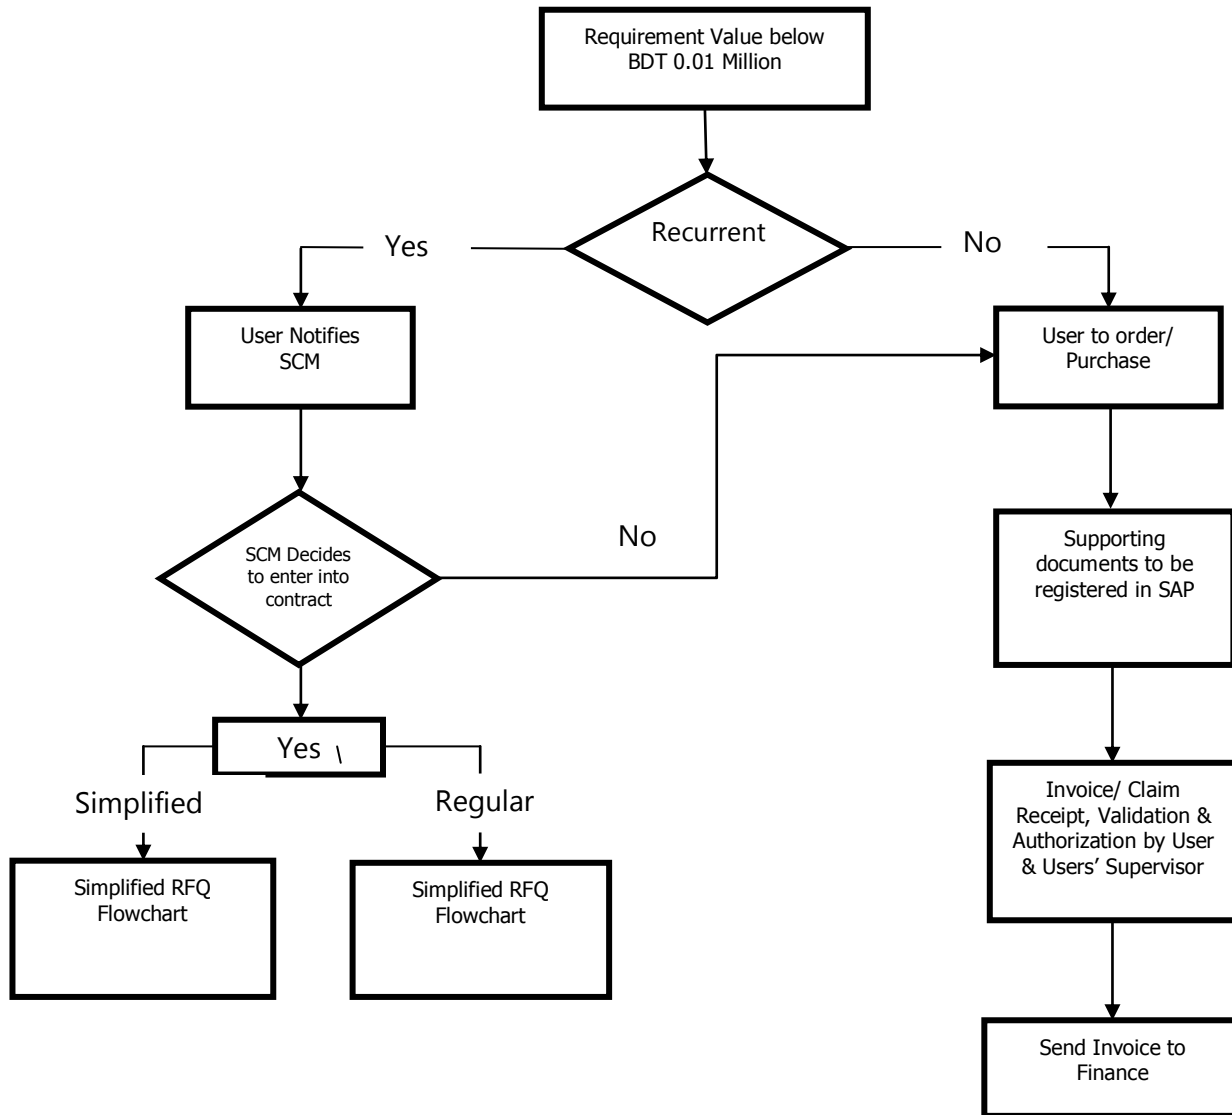 Requirement Value below
BDT 0.01 Million
Recurrent
Yes
No
User Notifies
SCM
User to order/
Purchase
SCM Decides
to enter into
contract
No
Supporting
documents to be
registered in SAP
Yes \
Simplified
Regular
Invoice/ Claim
Receipt, Validation &
Authorization by User
& Users’ Supervisor
Simplified RFQ
Flowchart
Simplified RFQ
Flowchart
Send Invoice to
Finance